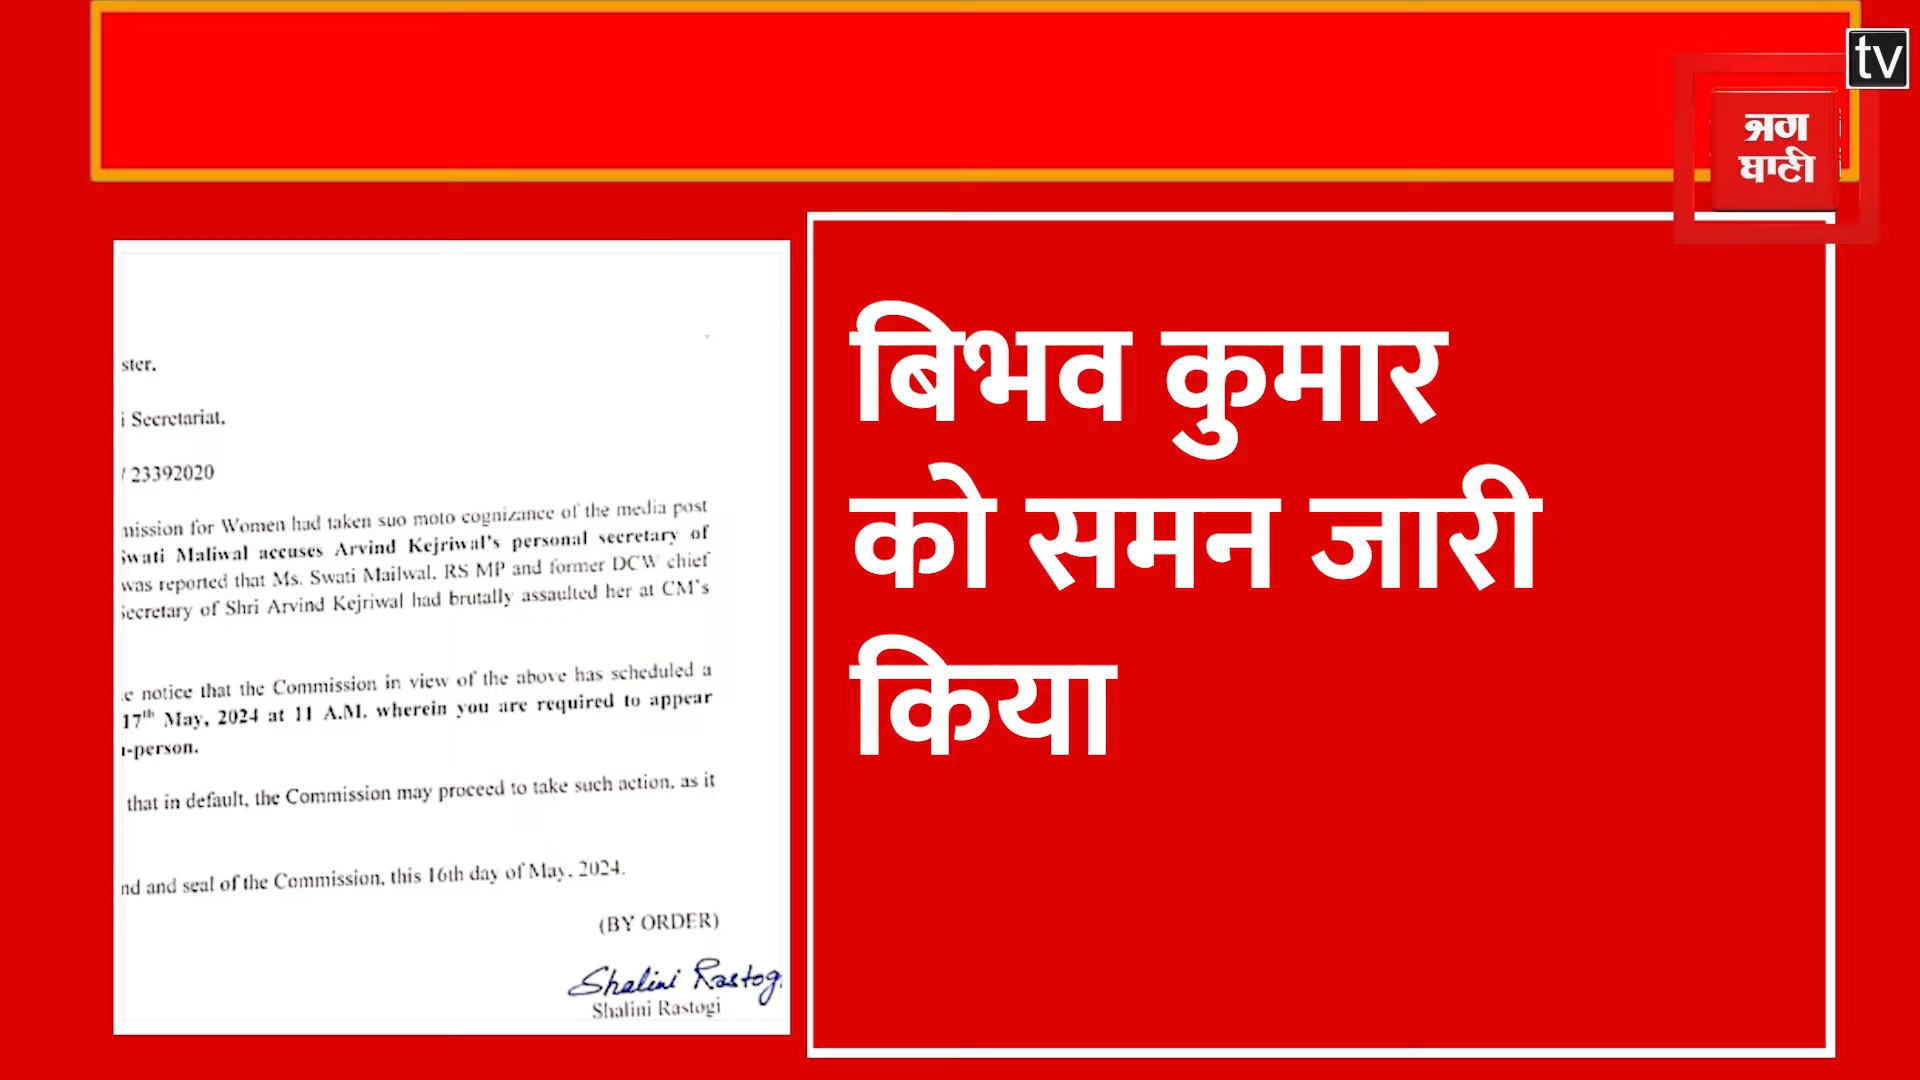 tv
ਜਗ
ਬਾਣੀ
ster.
i Secretariat,
/ 23392020
mission for Women had taken suo moto cognizance of the media post
Swati Maliwal accuses Arvind Kejriwal's personal secretary of
was reported that Ms. Swati Mailwal, RS MP and former DCW chief
Secretary of Shri Arvind Kejriwal had brutally assaulted her at CM's
e notice that the Commission in view of the above has scheduled a
17th May, 2024 at 11 A.M. wherein you are required to appear
-person.
that in default, the Commission may proceed to take such action, as it
nd and seal of the Commission, this 16th day of May, 2024.
(BY ORDER)
Shalini Rastogi
Shalini Rastogi
बिभव कुमार
को समन जारी
किया